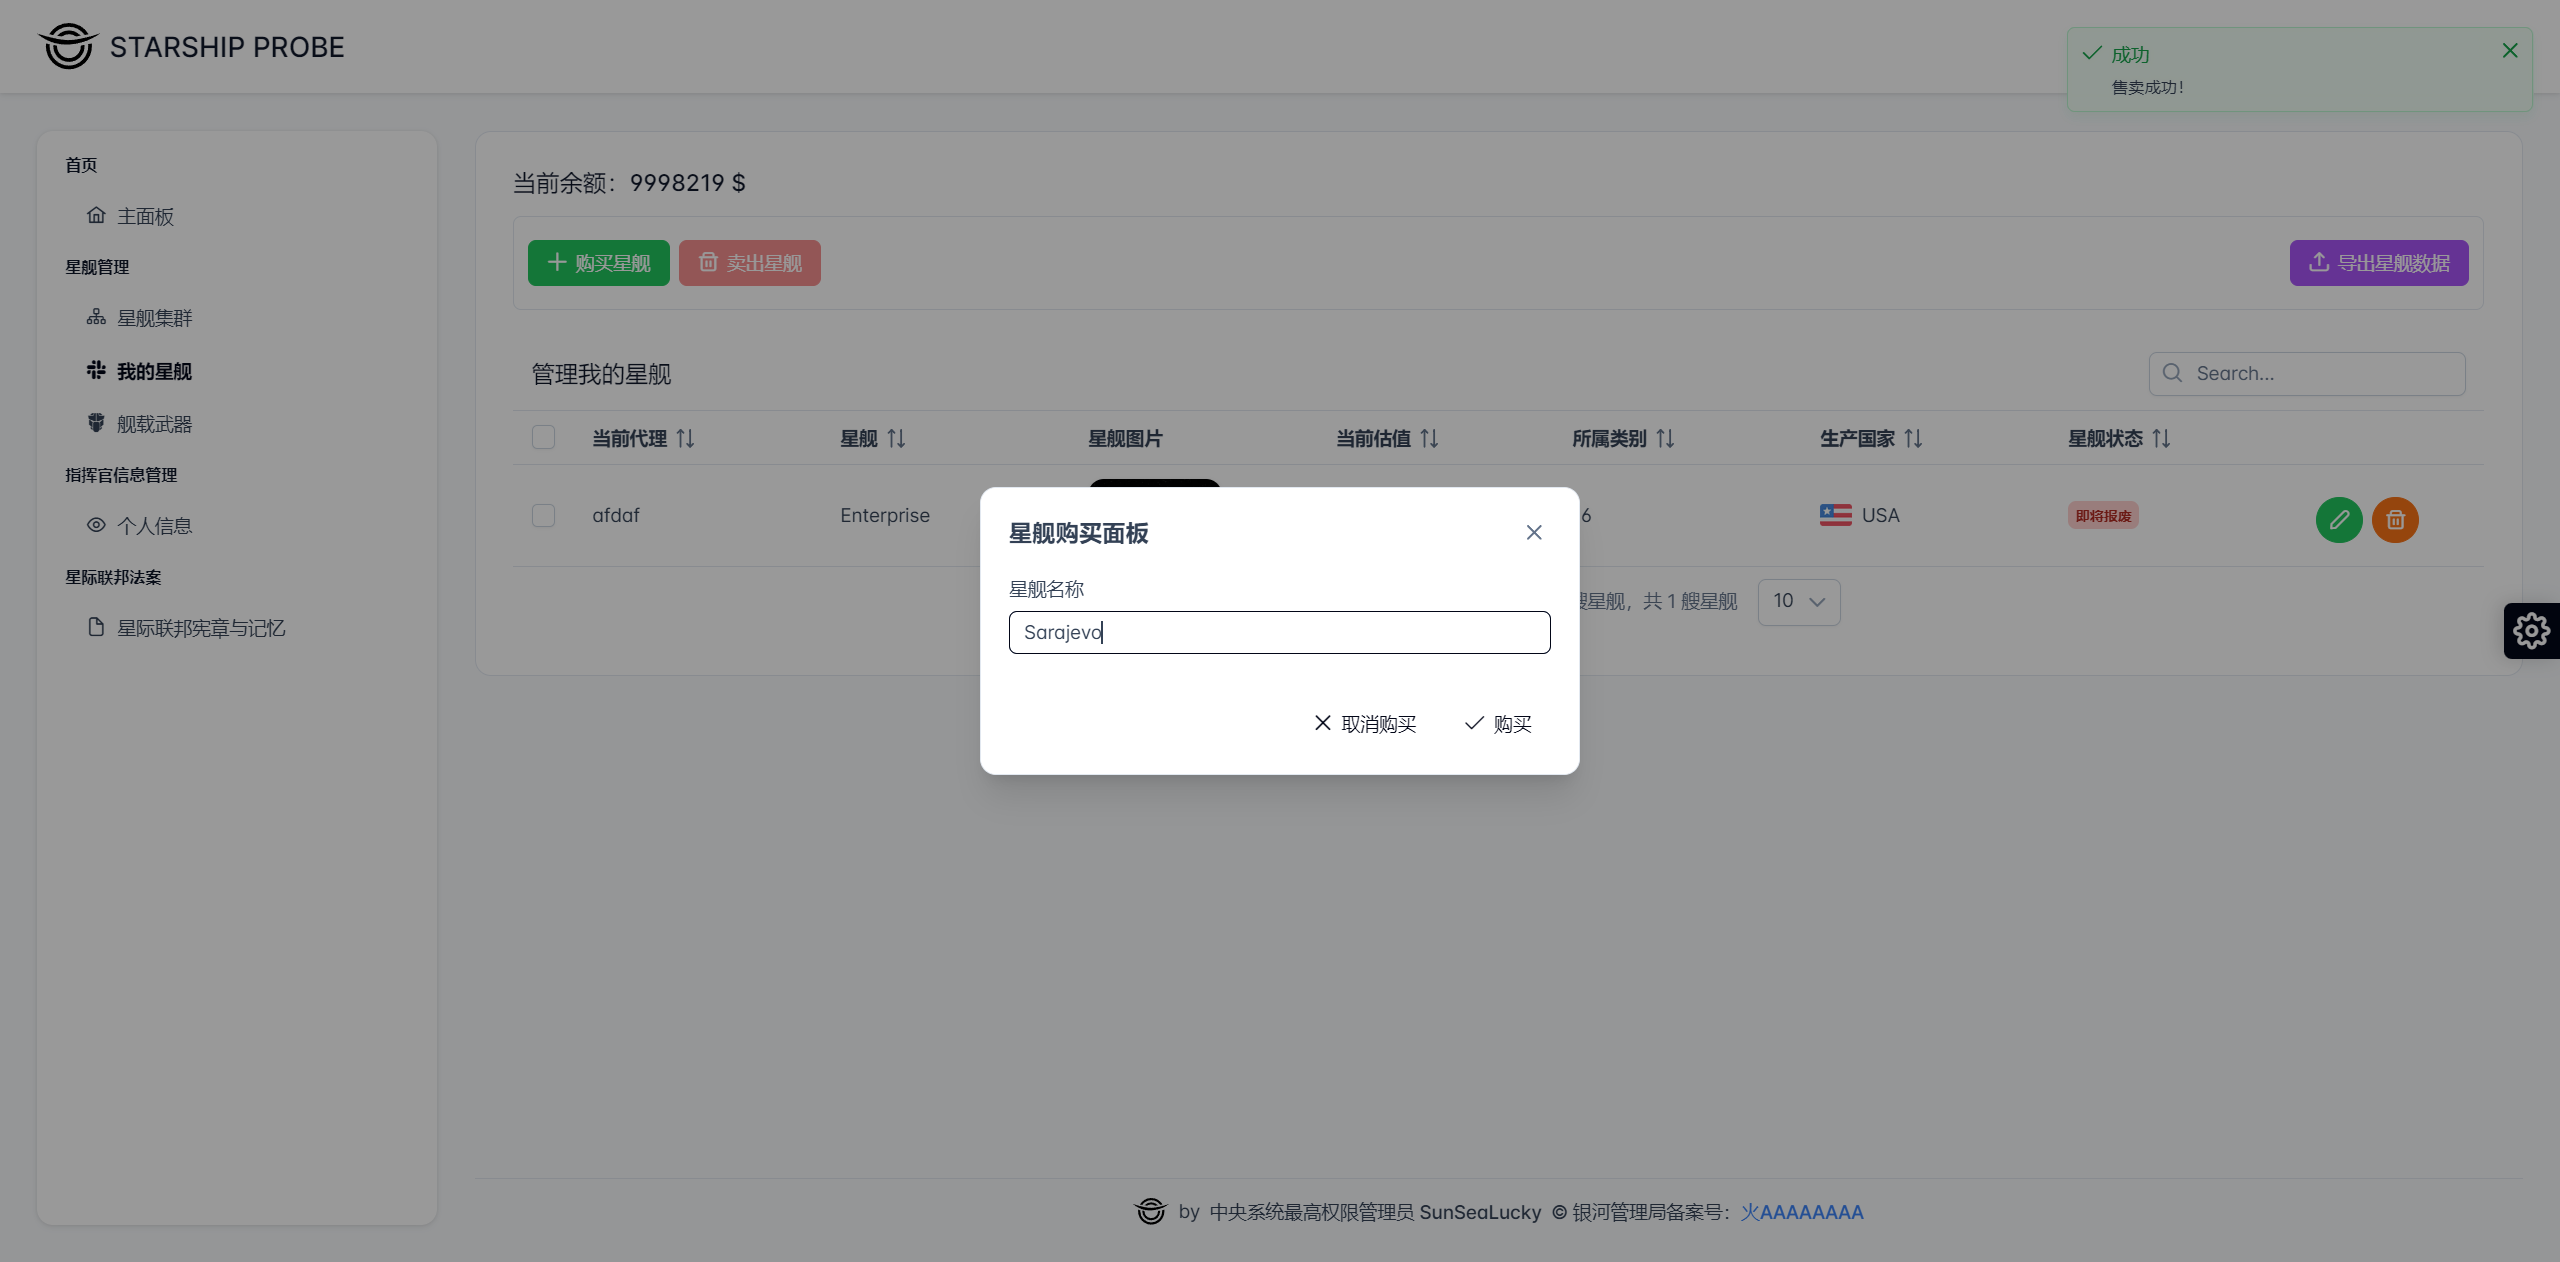 STARSHIP PROBE
成功
售卖成功！
首页
主面板
星舰管理
星舰集群
我的星舰
舰载武器
指挥官信息管理
个人信息
星际联邦法案
星际联邦宪章与记忆
当前余额：9998219 $
购买星舰 卖出星舰 导出星舰数据
管理我的星舰 Search...
当前代理 星舰 星舰图片 当前估值 所属类别 生产国家 星舰状态
afdaf Enterprise 6 USA 即将报废
星舰购买面板
星舰名称
Sarajevo
取消购买 购买
星舰，共 1 艘星舰 10
by 中央系统最高权限管理员 SunSeaLucky © 银河管理局备案号：火AAAAAAAA